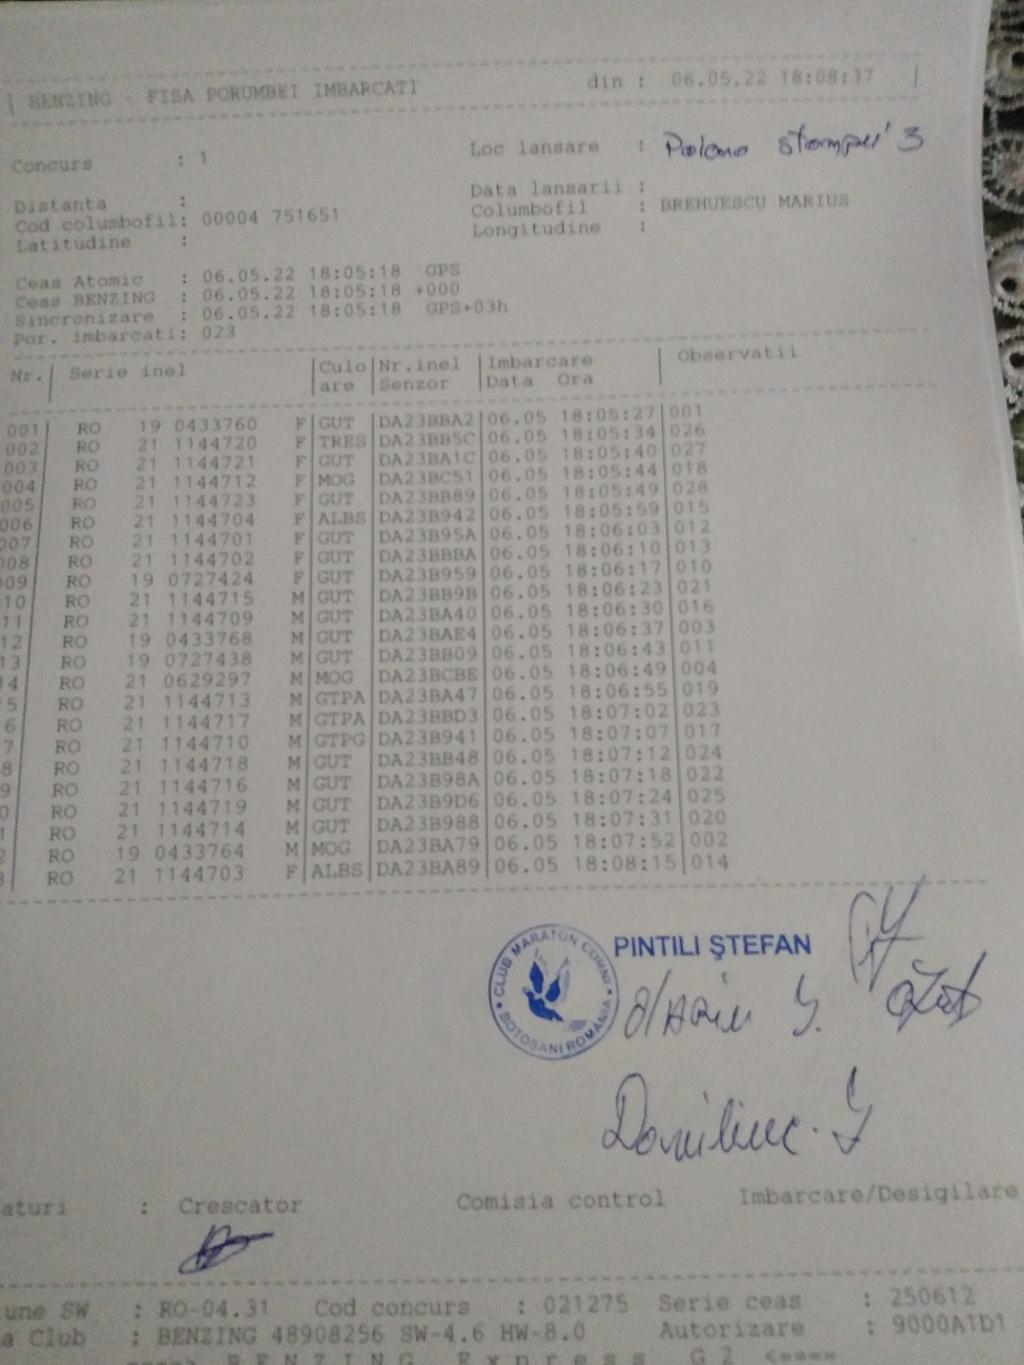 BENZING - FISA PORUMBEI IMBARCATI din : 06.05.22 18:08:37
Concurs : 1 Loc lansare :
Distanta : Data lansarii :
Cod columbofil: 00004 751651 Columbofil : BREHUESCU MARIUS
Latitudine : Longitudine :
Ceas Atomic : 06.05.22 18:05:18 GPS
Ceas BENZING : 06.05.22 18:05:18 +000
Sincronizare : 06.05.22 18:05:18 GPS+03h
Por. imbarcati: 023
Nr.| Serie inel |Culo|Nr.inel |Imbarcare | Observatii
|are |Senzor |Data Ora
001 RO 19 0433760 F|GUT |DA23BBA2|06.05 18:05:27|001
002 RO 21 1144720 F|TRES|DA23BB5C|06.05 18:05:34|026
003 RO 21 1144721 F|GUT |DA23BA1C|06.05 18:05:40|027
004 RO 21 1144712 F|MOG |DA23BC51|06.05 18:05:44|018
005 RO 21 1144723 F|GUT |DA23BB89|06.05 18:05:49|028
006 RO 21 1144704 F|ALBS|DA23B942|06.05 18:05:59|015
007 RO 21 1144701 F|GUT |DA23B95A|06.05 18:06:03|012
008 RO 21 1144702 F|GUT |DA23BBBA|06.05 18:06:10|013
009 RO 19 0727424 F|GUT |DA23B959|06.05 18:06:17|010
10 RO 21 1144715 M|GUT |DA23BB9B|06.05 18:06:23|021
11 RO 21 1144709 M|GUT |DA23BA40|06.05 18:06:30|016
12 RO 19 0433768 M|GUT |DA23BAE4|06.05 18:06:37|003
13 RO 19 0727438 M|GUT |DA23BB09|06.05 18:06:43|011
14 RO 21 0629297 M|MOG |DA23BCBE|06.05 18:06:49|004
5 RO 21 1144713 M|GTPA|DA23BA47|06.05 18:06:55|019
6 RO 21 1144717 M|GTPA|DA23BBD3|06.05 18:07:02|023
7 RO 21 1144710 M|GTPG|DA23B941|06.05 18:07:07|017
8 RO 21 1144718 M|GUT |DA23BB48|06.05 18:07:12|024
9 RO 21 1144716 M|GUT |DA23B98A|06.05 18:07:18|022
0 RO 21 1144719 M|GUT |DA23B9D6|06.05 18:07:24|025
1 RO 21 1144714 M|GUT |DA23B988|06.05 18:07:31|020
2 RO 19 0433764 M|MOG |DA23BA79|06.05 18:07:52|002
3 RO 21 1144703 F|ALBS|DA23BA89|06.05 18:08:15|014
CLUB MARATON COMNI
BOTOSANI ROMÂNIA
PINTILI ŞTEFAN
aturi : Crescator Comisia control Imbarcare/Desigilare
une SW : RO-04.31 Cod concurs : 021275 Serie ceas : 250612
a Club : BENZING 48908256 SW-4.6 HW-8.0 Autorizare : 9000A1D1
BENZING Express G2 <====